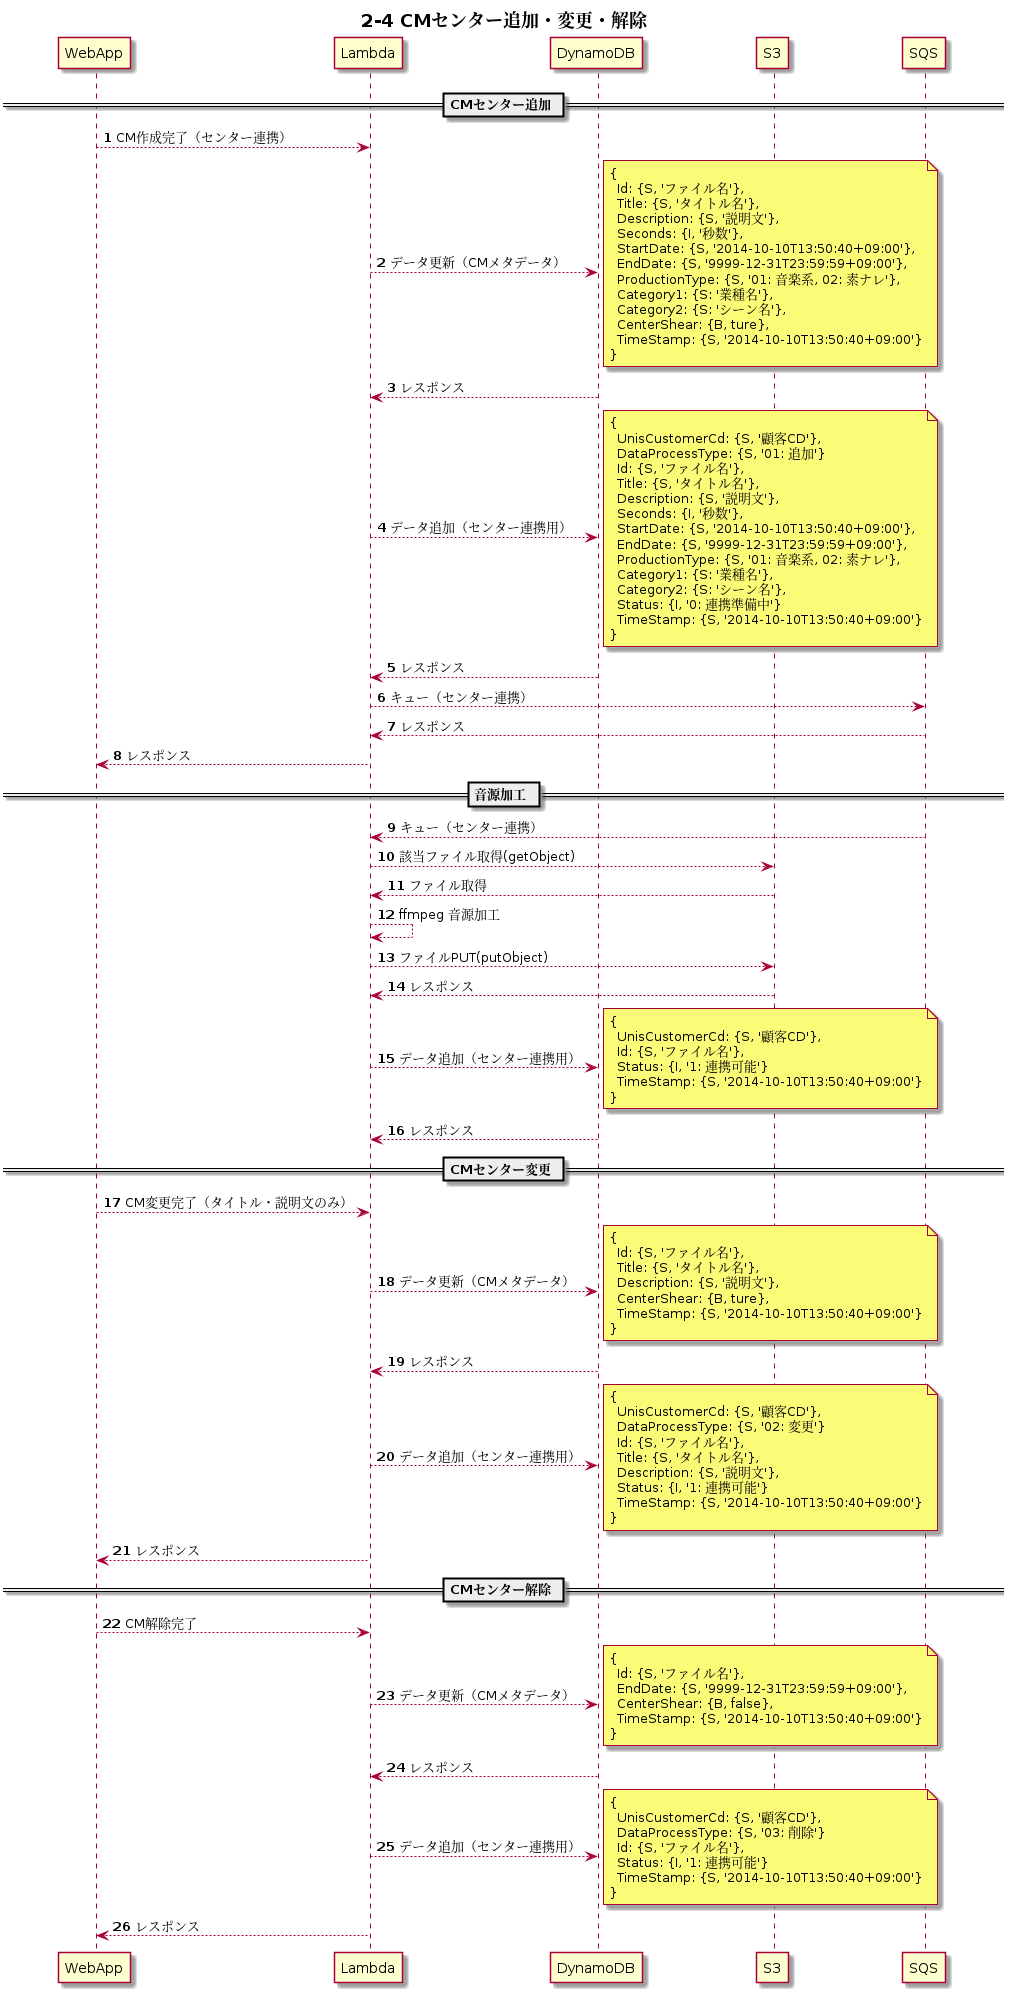 2-4 CMセンター追加・変更・解除
WebApp
Lambda
DynamoDB
S3
SQS
CMセンター追加
1 CM作成完了（センター連携）
{
Id: {S, 'ファイル名'},
Title: {S, 'タイトル名'},
Description: {S, '説明文'},
Seconds: {I, '秒数'},
StartDate: {S, '2014-10-10T13:50:40+09:00'},
EndDate: {S, '9999-12-31T23:59:59+09:00'},
ProductionType: {S, '01: 音楽系, 02: 素ナレ'},
Category1: {S: '業種名'},
Category2: {S: 'シーン名'},
CenterShear: {B, ture},
TimeStamp: {S, '2014-10-10T13:50:40+09:00'}
}
2 データ更新（CMメタデータ）
3 レスポンス
{
UnisCustomerCd: {S, '顧客CD'},
DataProcessType: {S, '01: 追加'}
Id: {S, 'ファイル名'},
Title: {S, 'タイトル名'},
Description: {S, '説明文'},
Seconds: {I, '秒数'},
StartDate: {S, '2014-10-10T13:50:40+09:00'},
EndDate: {S, '9999-12-31T23:59:59+09:00'},
ProductionType: {S, '01: 音楽系, 02: 素ナレ'},
Category1: {S: '業種名'},
Category2: {S: 'シーン名'},
Status: {I, '0: 連携準備中'}
TimeStamp: {S, '2014-10-10T13:50:40+09:00'}
}
4 データ追加（センター連携用）
5 レスポンス
6 キュー（センター連携）
7 レスポンス
8 レスポンス
音源加工
9 キュー（センター連携）
10 該当ファイル取得(getObject)
11 ファイル取得
12 ffmpeg 音源加工
13 ファイルPUT(putObject)
14 レスポンス
{
UnisCustomerCd: {S, '顧客CD'},
Id: {S, 'ファイル名'},
Status: {I, '1: 連携可能'}
TimeStamp: {S, '2014-10-10T13:50:40+09:00'}
}
15 データ追加（センター連携用）
16 レスポンス
CMセンター変更
17 CM変更完了（タイトル・説明文のみ）
{
Id: {S, 'ファイル名'},
Title: {S, 'タイトル名'},
Description: {S, '説明文'},
CenterShear: {B, ture},
TimeStamp: {S, '2014-10-10T13:50:40+09:00'}
}
18 データ更新（CMメタデータ）
19 レスポンス
{
UnisCustomerCd: {S, '顧客CD'},
DataProcessType: {S, '02: 変更'}
Id: {S, 'ファイル名'},
Title: {S, 'タイトル名'},
Description: {S, '説明文'},
Status: {I, '1: 連携可能'}
TimeStamp: {S, '2014-10-10T13:50:40+09:00'}
}
20 データ追加（センター連携用）
21 レスポンス
CMセンター解除
22 CM解除完了
{
Id: {S, 'ファイル名'},
EndDate: {S, '9999-12-31T23:59:59+09:00'},
CenterShear: {B, false},
TimeStamp: {S, '2014-10-10T13:50:40+09:00'}
}
23 データ更新（CMメタデータ）
24 レスポンス
{
UnisCustomerCd: {S, '顧客CD'},
DataProcessType: {S, '03: 削除'}
Id: {S, 'ファイル名'},
Status: {I, '1: 連携可能'}
TimeStamp: {S, '2014-10-10T13:50:40+09:00'}
}
25 データ追加（センター連携用）
26 レスポンス
WebApp
Lambda
DynamoDB
S3
SQS